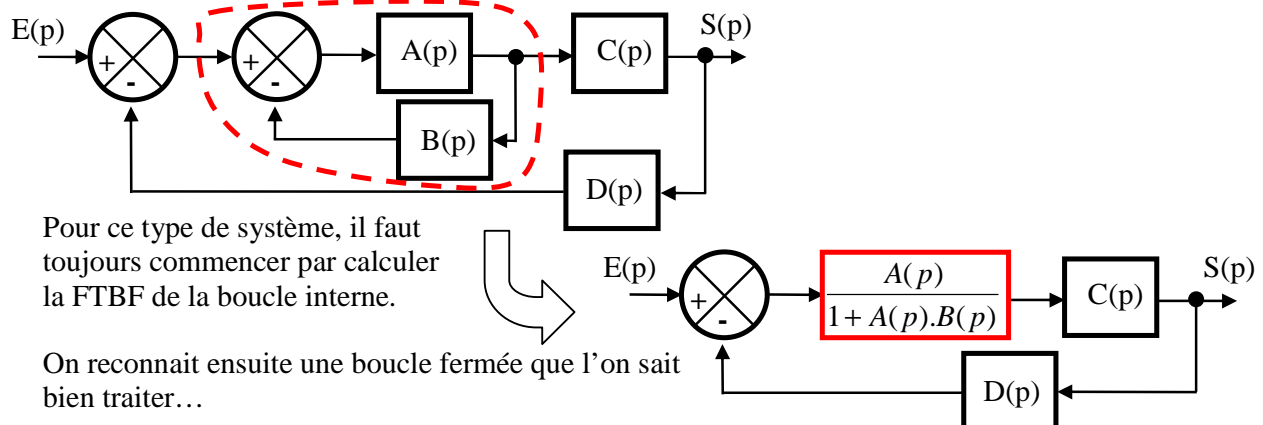 E(p)
S(p)
+
-
+
-
A(p)
C(p)
B(p)
D(p)
Pour ce type de système, il faut
toujours commencer par calculer
la FTBF de la boucle interne.
On reconnait ensuite une boucle fermée que l’on sait
bien traiter…
E(p)
S(p)
+
-
A(p)
1+ A(p).B(p)
C(p)
D(p)